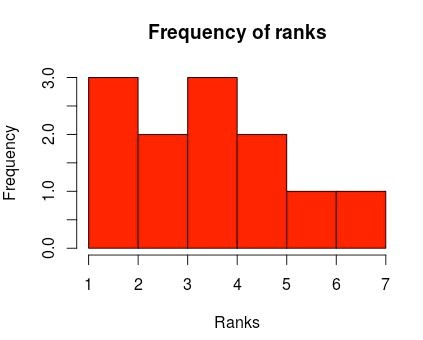 Frequency of ranks
Frequency
3.0
2.0
1.0
0.0
1 2 3 4 5 6 7
Ranks